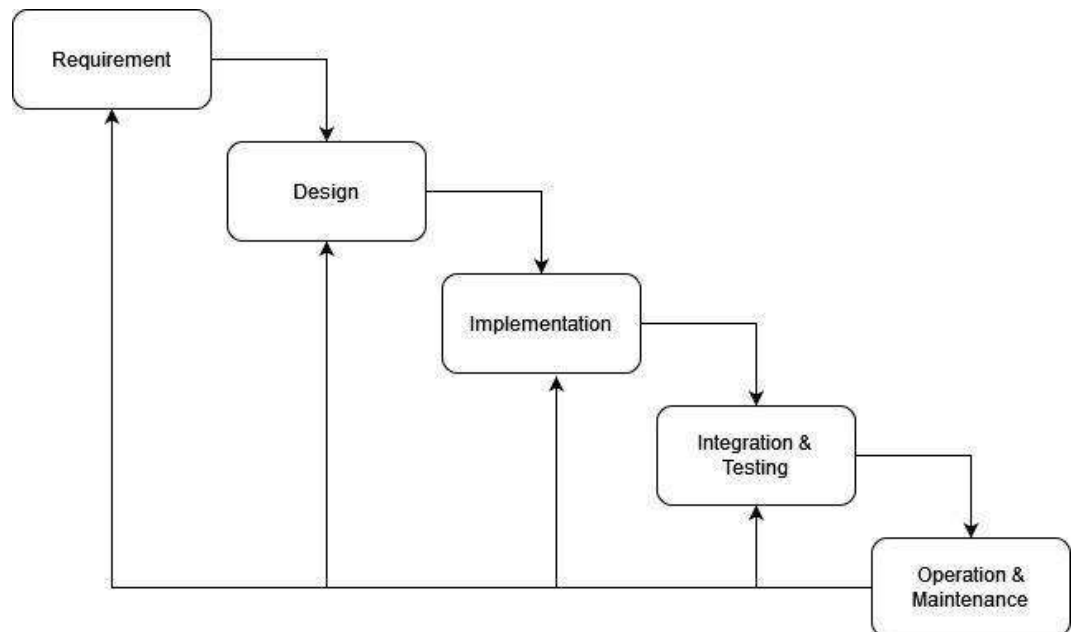 Requirement
Design
Implementation
Integration &
Testing
Operation &
Maintenance